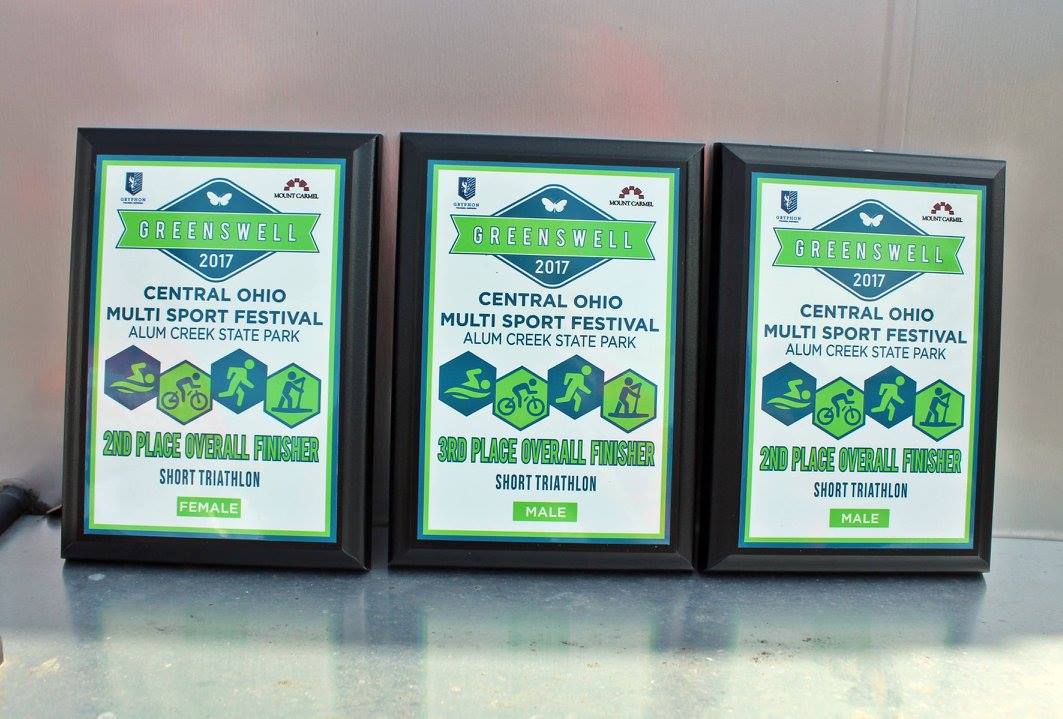 GRYPHON
MOUNT CARMEL
GREENSWELL
2017
CENTRAL OHIO
MULTI SPORT FESTIVAL
ALUM CREEK STATE PARK
2ND PLACE OVERALL FINISHER
SHORT TRIATHLON
FEMALE
GRYPHON
MOUNT CARMEL
GREENSWELL
2017
CENTRAL OHIO
MULTI SPORT FESTIVAL
ALUM CREEK STATE PARK
3RD PLACE OVERALL FINISHER
SHORT TRIATHLON
MALE
GRYPHON
MOUNT CARMEL
GREENSWELL
2017
CENTRAL OHIO
MULTI SPORT FESTIVAL
ALUM CREEK STATE PARK
2ND PLACE OVERALL FINISHER
SHORT TRIATHLON
MALE